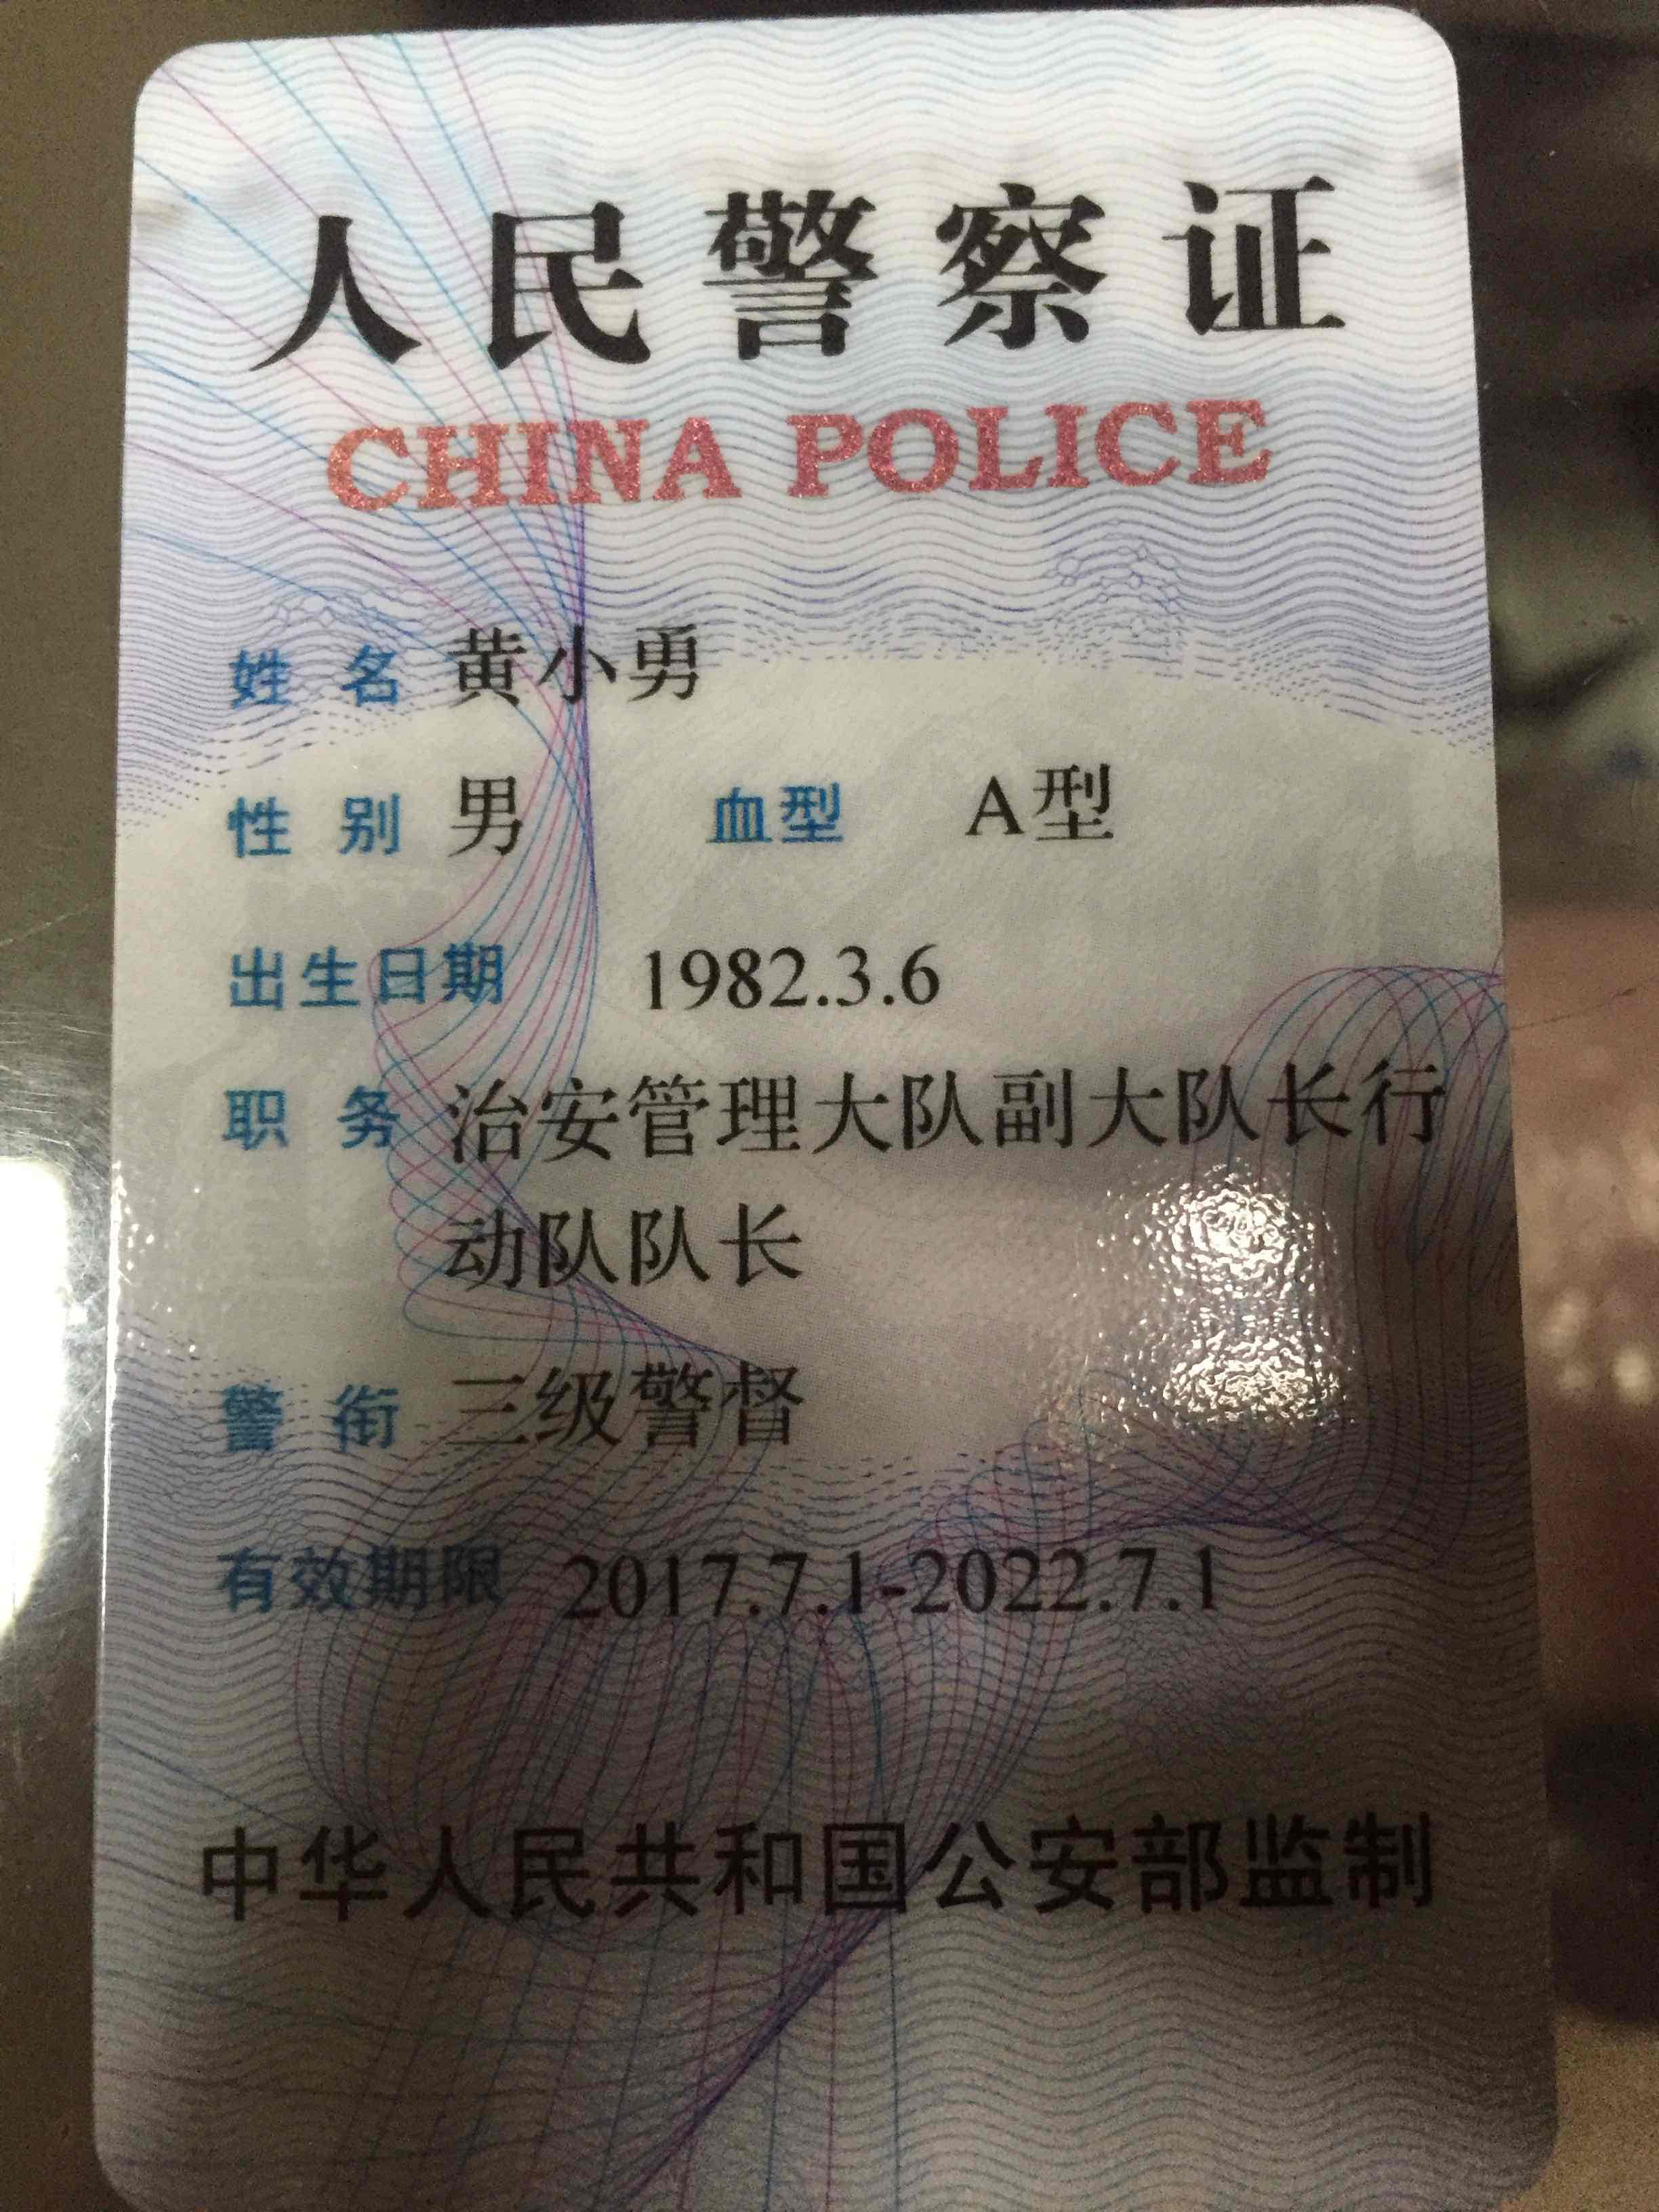 人民警察证
CHINA POLICE
姓名 黄小勇
性别 男 血型 A型
出生日期 1982.3.6
职务 治安管理大队副大队长行
动队队长
警衔 三级警督
有效期限 2017.7.1-2022.7.1
中华人民共和国公安部监制